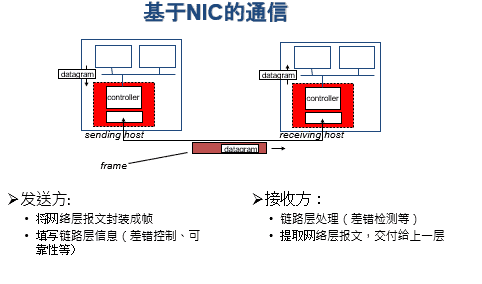 基于NIC的通信
datagram
controller
datagram
controller
sending host
receiving host
datagram
frame
➢发送方:
• 将网络层报文封装成帧
• 填写链路层信息（差错控制、可
靠性等）
➢接收方：
• 链路层处理（差错检测等）
• 提取网络层报文，交付给上一层